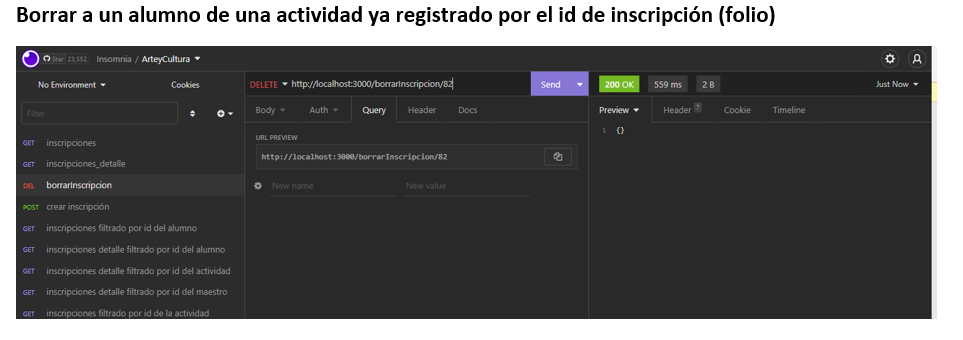 Borrar a un alumno de una actividad ya registrado por el id de inscripción (folio)
Star 23,552 Insomnia / ArteyCultura
No Environment Cookies
DELETE http://localhost:3000/borrarInscripcion/82 Send
200 OK 559 ms 2 B Just Now
Filter
Body Auth Query Header Docs
Preview Header 7 Cookie Timeline
GET inscripciones
GET inscripciones_detalle
DEL borrarInscripcion
POST crear inscripción
GET inscripciones filtrado por id del alumno
GET inscripciones detalle filtrado por id del alumno
GET inscripciones detalle filtrado por id del actividad
GET inscripciones detalle filtrado por id del maestro
GET inscripciones filtrado por id de la actividad
URL PREVIEW
http://localhost:3000/borrarInscripcion/82
New name New value
1 {}